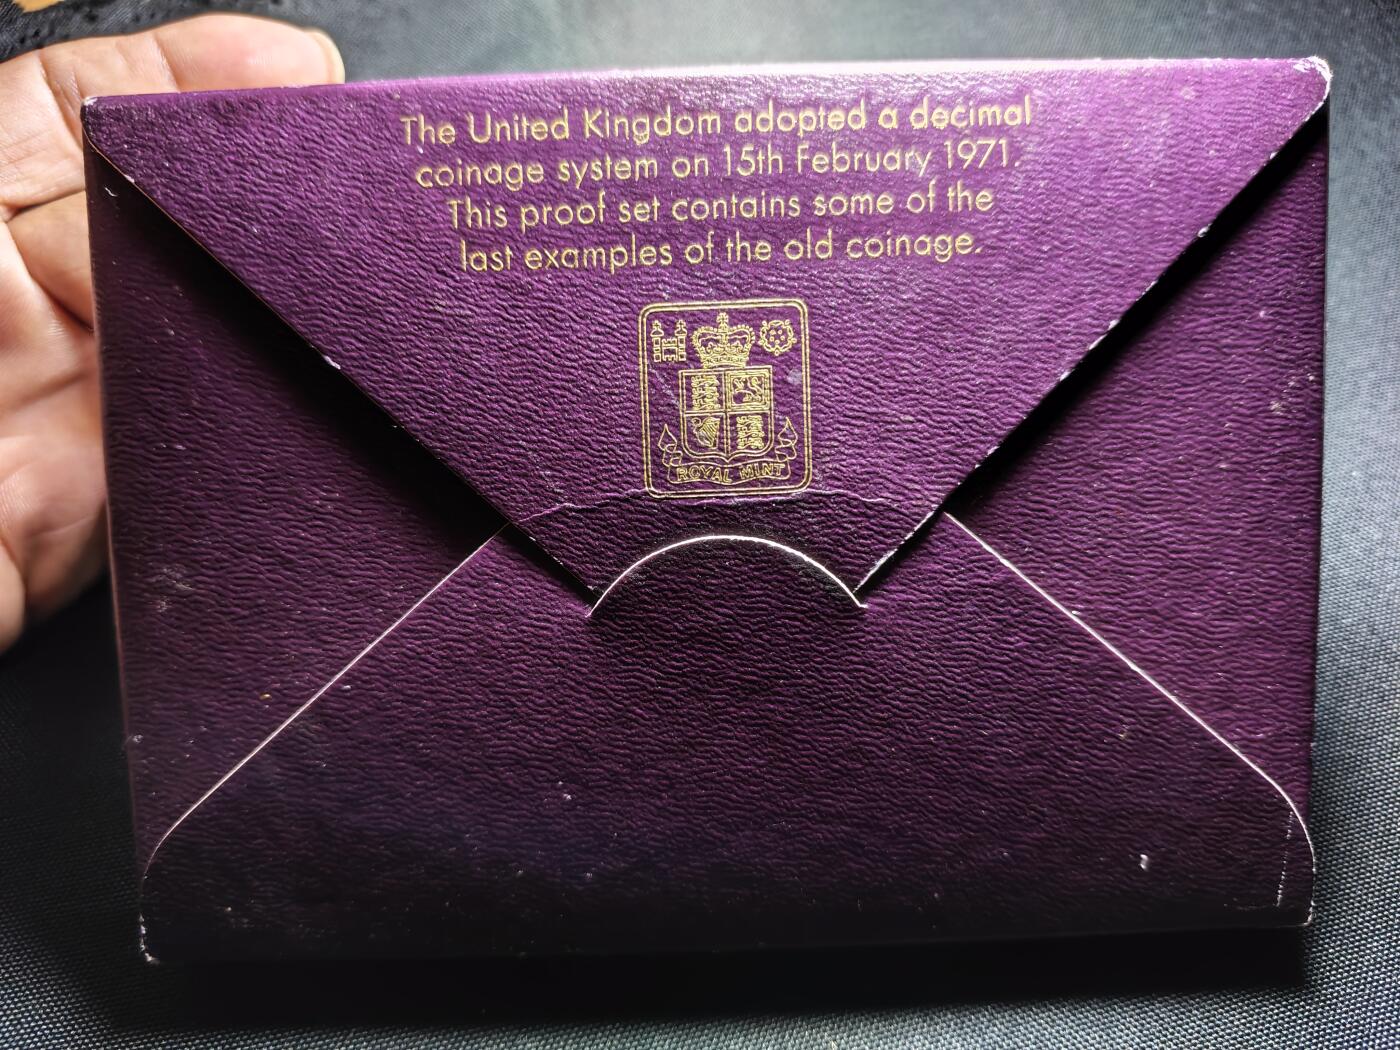 The United Kingdom adopted a decimal
coinage system on 15th February 1971.
This proof set contains some of the
last examples of the old coinage.
ROYAL MINT